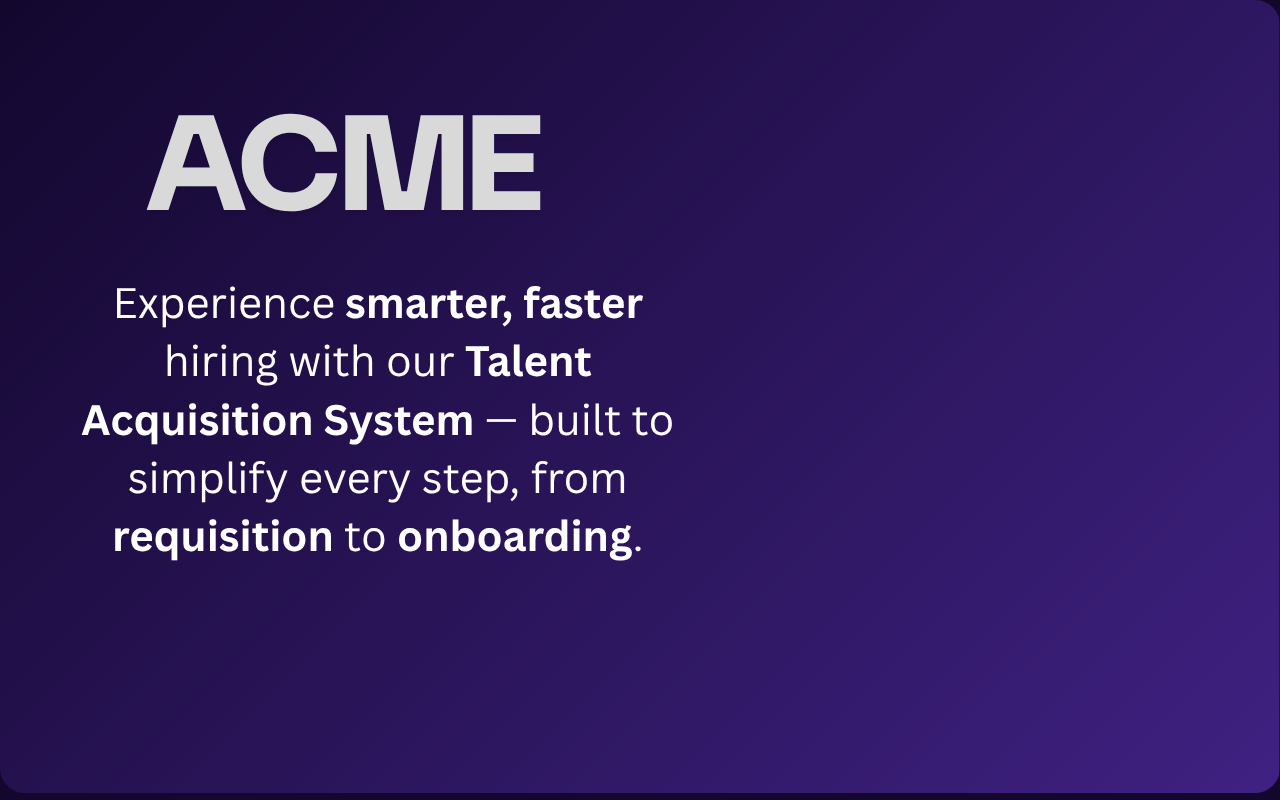 ACME
Experience smarter, faster
hiring with our Talent
Acquisition System — built to
simplify every step, from
requisition to onboarding.